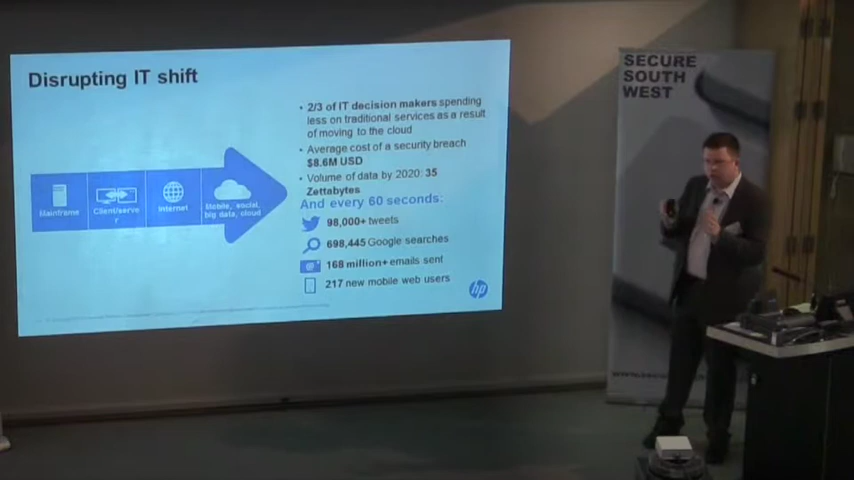 Disrupting IT shift
Mainframe
Client/serve
r
Internet
Mobile, social,
big data, cloud
• 2/3 of IT decision makers spending
less on traditional services as a result
of moving to the cloud
• Average cost of a security breach
$8.6M USD
• Volume of data by 2020: 35
Zettabytes
And every 60 seconds:
98,000+ tweets
698,445 Google searches
168 million+ emails sent
217 new mobile web users
hp
SECURE
SOUTH
WEST